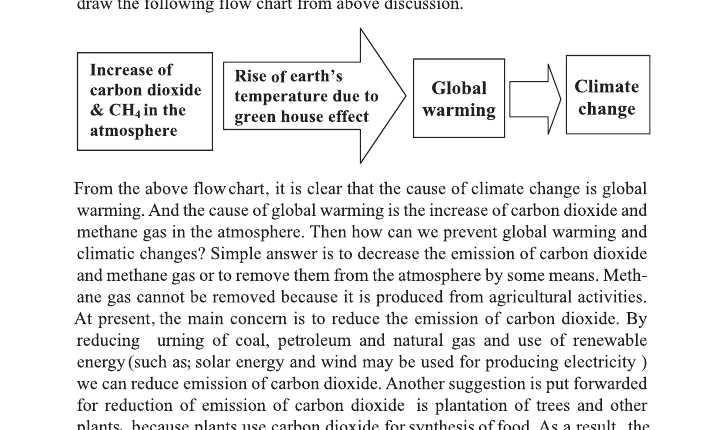 draw the following flow chart from above discussion.
Increase of
carbon dioxide
& CH₄ in the
atmosphere
Rise of earth's
temperature due to
green house effect
Global
warming
Climate
change
From the above flow chart, it is clear that the cause of climate change is global
warming. And the cause of global warming is the increase of carbon dioxide and
methane gas in the atmosphere. Then how can we prevent global warming and
climatic changes? Simple answer is to decrease the emission of carbon dioxide
and methane gas or to remove them from the atmosphere by some means. Meth-
ane gas cannot be removed because it is produced from agricultural activities.
At present, the main concern is to reduce the emission of carbon dioxide. By
reducing urning of coal, petroleum and natural gas and use of renewable
energy (such as; solar energy and wind may be used for producing electricity )
we can reduce emission of carbon dioxide. Another suggestion is put forwarded
for reduction of emission of carbon dioxide is plantation of trees and other
plants, because plants use carbon dioxide for synthesis of food. As a result, the